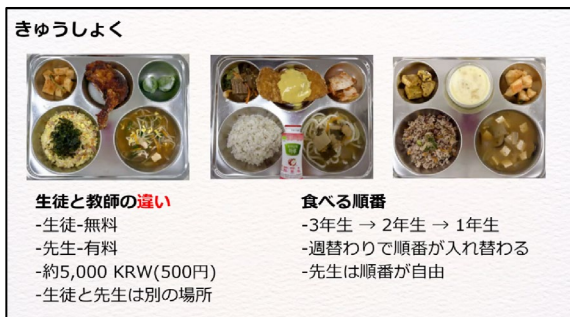 きゅうしょく
生徒と教師の違い
-生徒-無料
-先生-有料
-約5,000 KRW(500円)
-生徒と先生は別の場所
食べる順番
-3年生 → 2年生 → 1年生
-週替わりで順番が入れ替わる
-先生は順番が自由